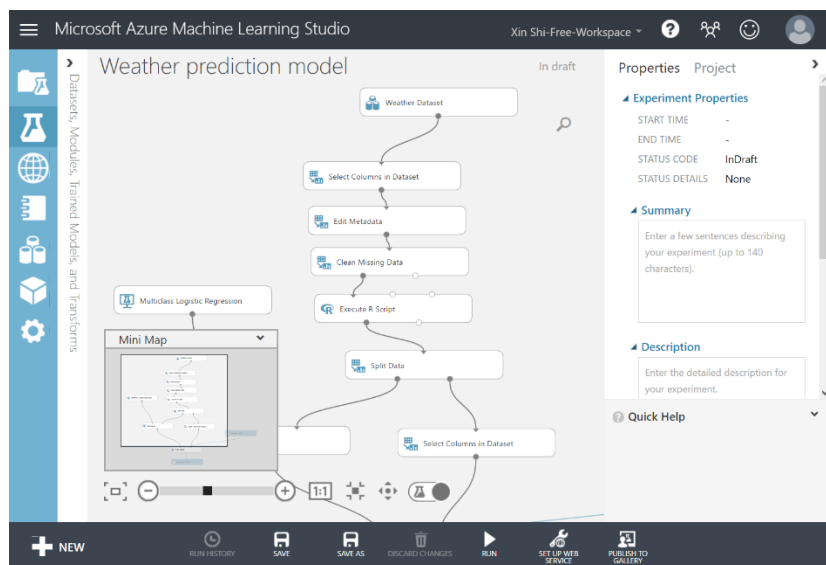 Microsoft Azure Machine Learning Studio
Xin Shi-Free-Workspace
?
Datasets, Modules, Trained Models, and Transforms
Weather prediction model
In draft
Weather Dataset
Select Columns in Dataset
Edit Metadata
Clean Missing Data
Multiclass Logistic Regression
R Execute R Script
Mini Map
Split Data
Select Columns in Dataset
1:1
Properties Project
Experiment Properties
START TIME -
END TIME -
STATUS CODE InDraft
STATUS DETAILS None
Summary
Enter a few sentences describing
your experiment (up to 140
characters).
Description
Enter the detailed description for
your experiment.
? Quick Help
NEW
RUN HISTORY
SAVE
SAVE AS
DISCARD CHANGES
RUN
SET UP WEB
SERVICE
PUBLISH TO
GALLERY